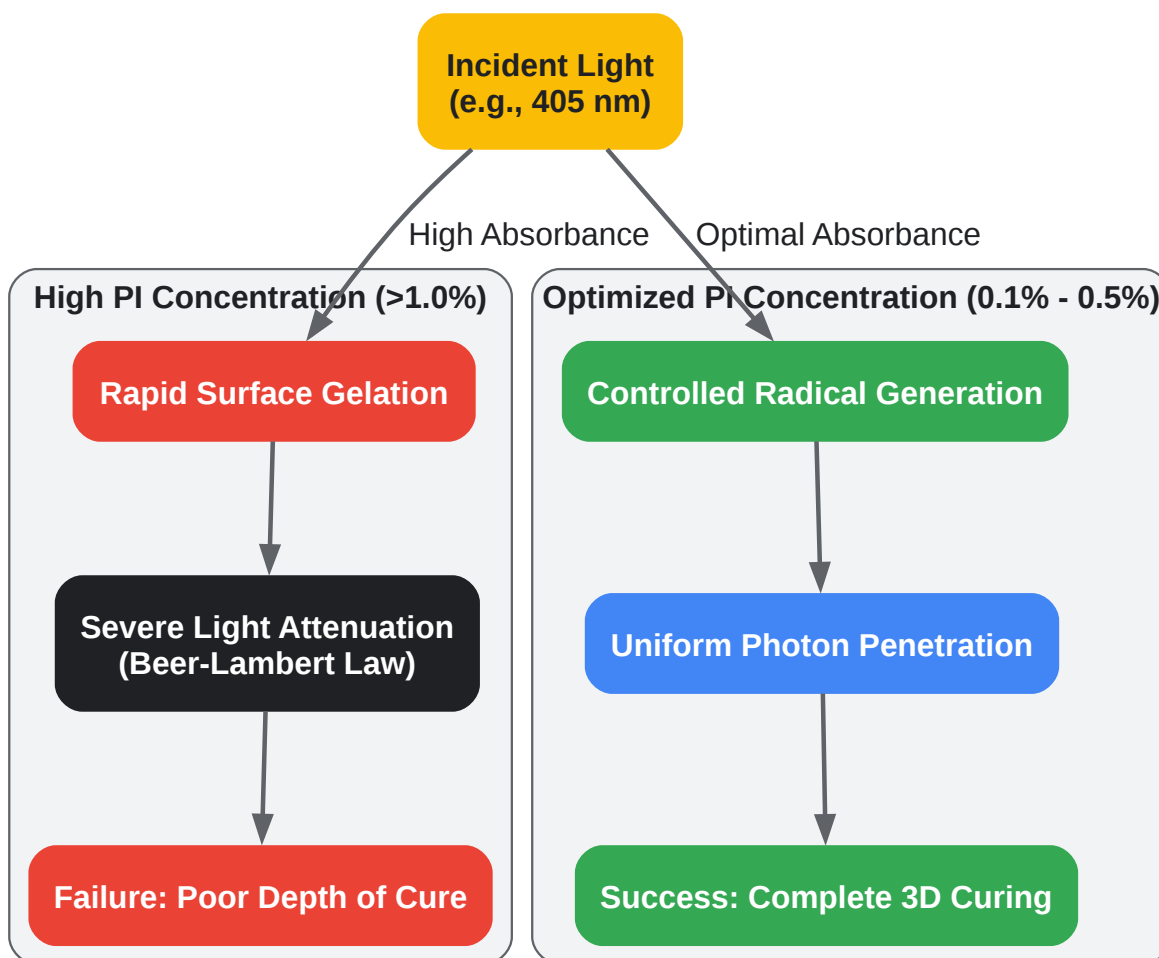 Incident Light
(e.g., 405 nm)
High Absorbance
Optimal Absorbance
High PI Concentration (>1.0%)
Rapid Surface Gelation
Severe Light Attenuation
(Beer-Lambert Law)
Failure: Poor Depth of Cure
Optimized PI Concentration (0.1% - 0.5%)
Controlled Radical Generation
Uniform Photon Penetration
Success: Complete 3D Curing